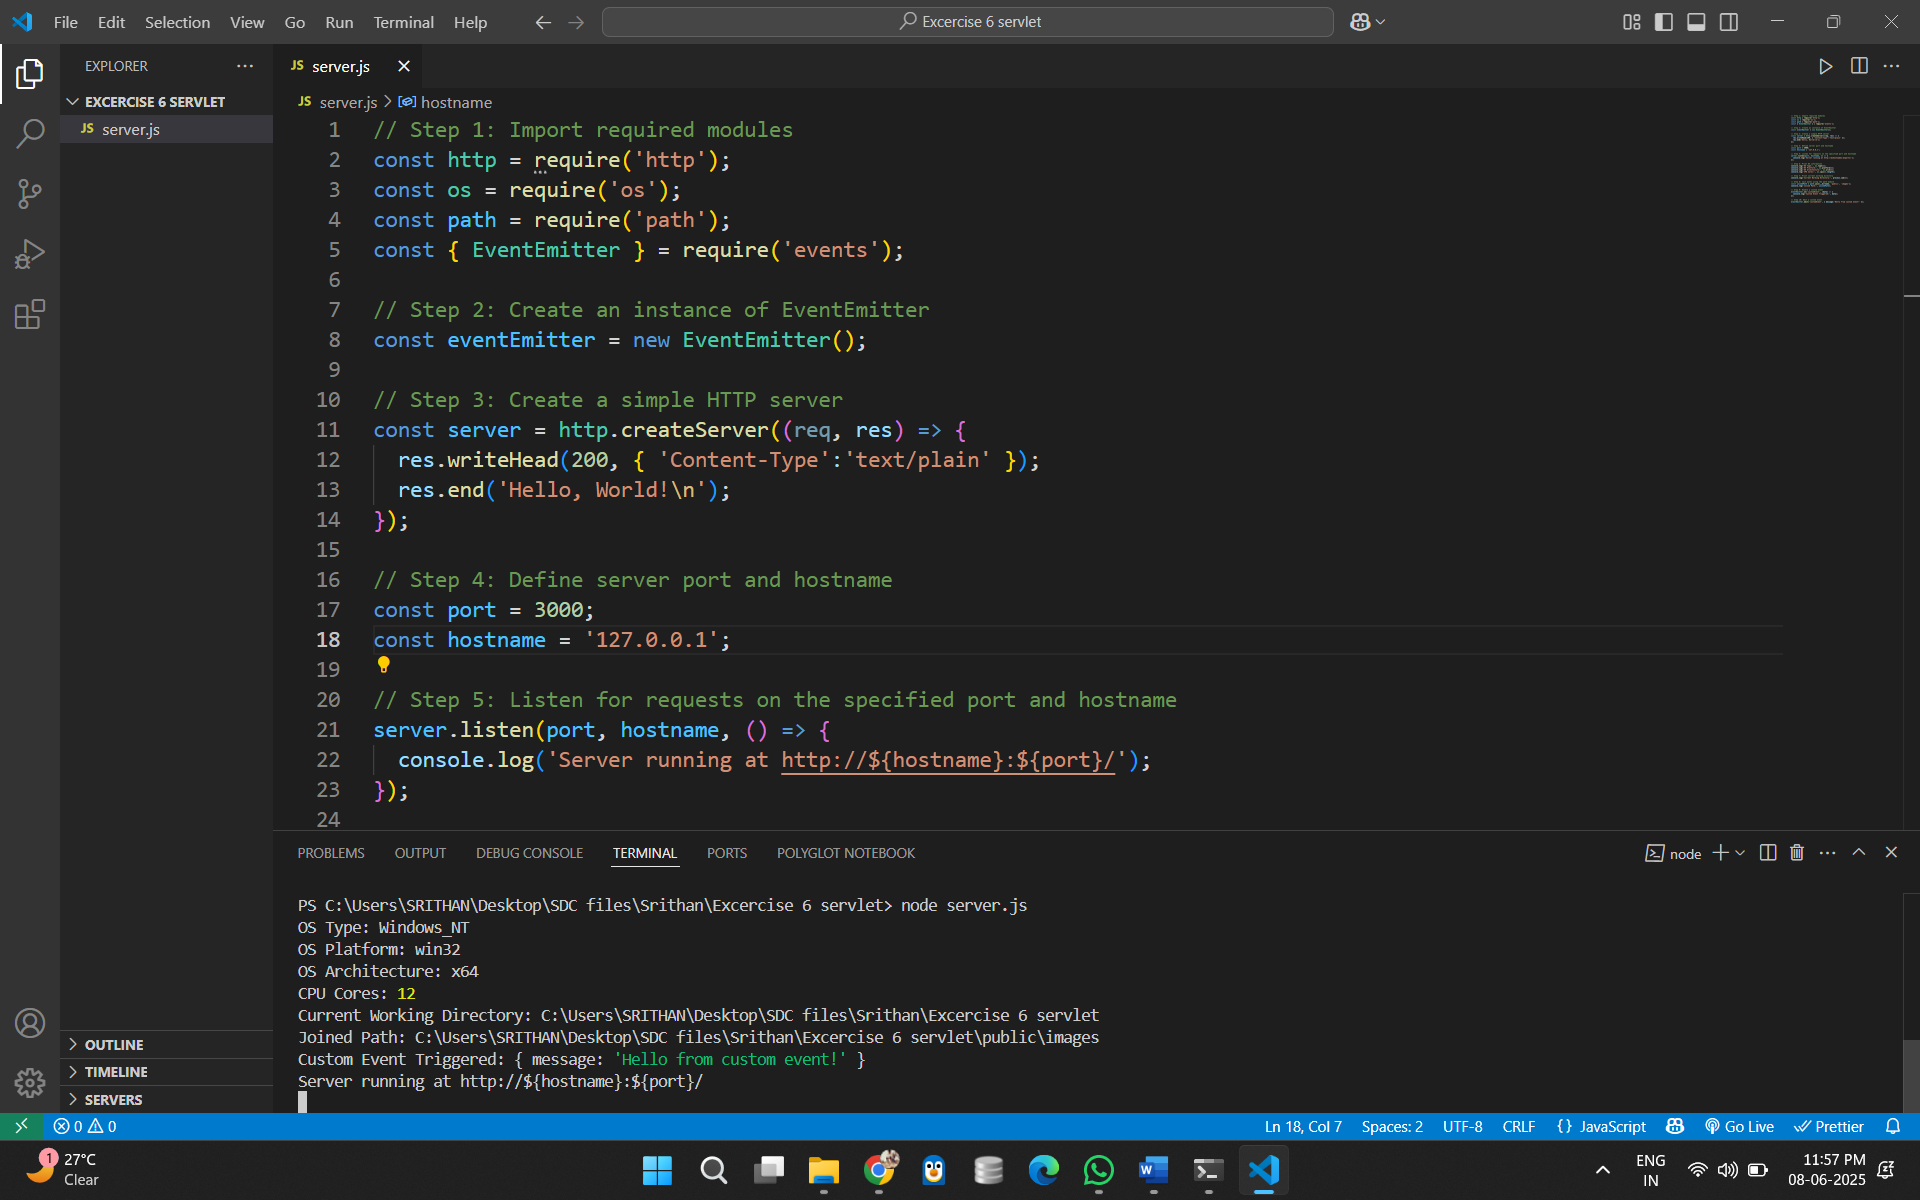 File Edit Selection View Go Run Terminal Help
Excercise 6 servlet
EXPLORER
EXCERCISE 6 SERVLET
JS server.js
JS server.js
JS server.js > hostname
1 // Step 1: Import required modules
2 const http = require('http');
3 const os = require('os');
4 const path = require('path');
5 const { EventEmitter } = require('events');
6
7 // Step 2: Create an instance of EventEmitter
8 const eventEmitter = new EventEmitter();
9
10 // Step 3: Create a simple HTTP server
11 const server = http.createServer((req, res) => {
12 res.writeHead(200, { 'Content-Type':'text/plain' });
13 res.end('Hello, World!\n');
14 });
15
16 // Step 4: Define server port and hostname
17 const port = 3000;
18 const hostname = '127.0.0.1';
19
20 // Step 5: Listen for requests on the specified port and hostname
21 server.listen(port, hostname, () => {
22 console.log('Server running at http://${hostname}:${port}/');
23 });
24
PROBLEMS OUTPUT DEBUG CONSOLE TERMINAL PORTS POLYGLOT NOTEBOOK
node
PS C:\Users\SRITHAN\Desktop\SDC files\Srithan\Excercise 6 servlet> node server.js
OS Type: Windows_NT
OS Platform: win32
OS Architecture: x64
CPU Cores: 12
Current Working Directory: C:\Users\SRITHAN\Desktop\SDC files\Srithan\Excercise 6 servlet
Joined Path: C:\Users\SRITHAN\Desktop\SDC files\Srithan\Excercise 6 servlet\public\images
Custom Event Triggered: { message: 'Hello from custom event!' }
Server running at http://${hostname}:${port}/
OUTLINE
TIMELINE
SERVERS
0 0
Ln 18, Col 7 Spaces: 2 UTF-8 CRLF {} JavaScript Go Live Prettier
1
27°C
Clear
ENG
IN
11:57 PM
08-06-2025